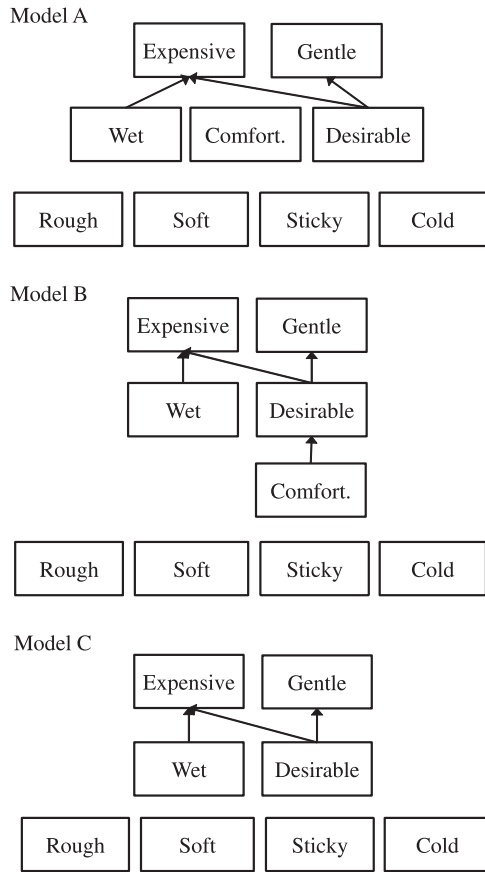 Model A
Expensive Gentle
Wet Comfort. Desirable
Rough Soft Sticky Cold
Model B
Expensive Gentle
Wet Desirable
Comfort.
Rough Soft Sticky Cold
Model C
Expensive Gentle
Wet Desirable
Rough Soft Sticky Cold